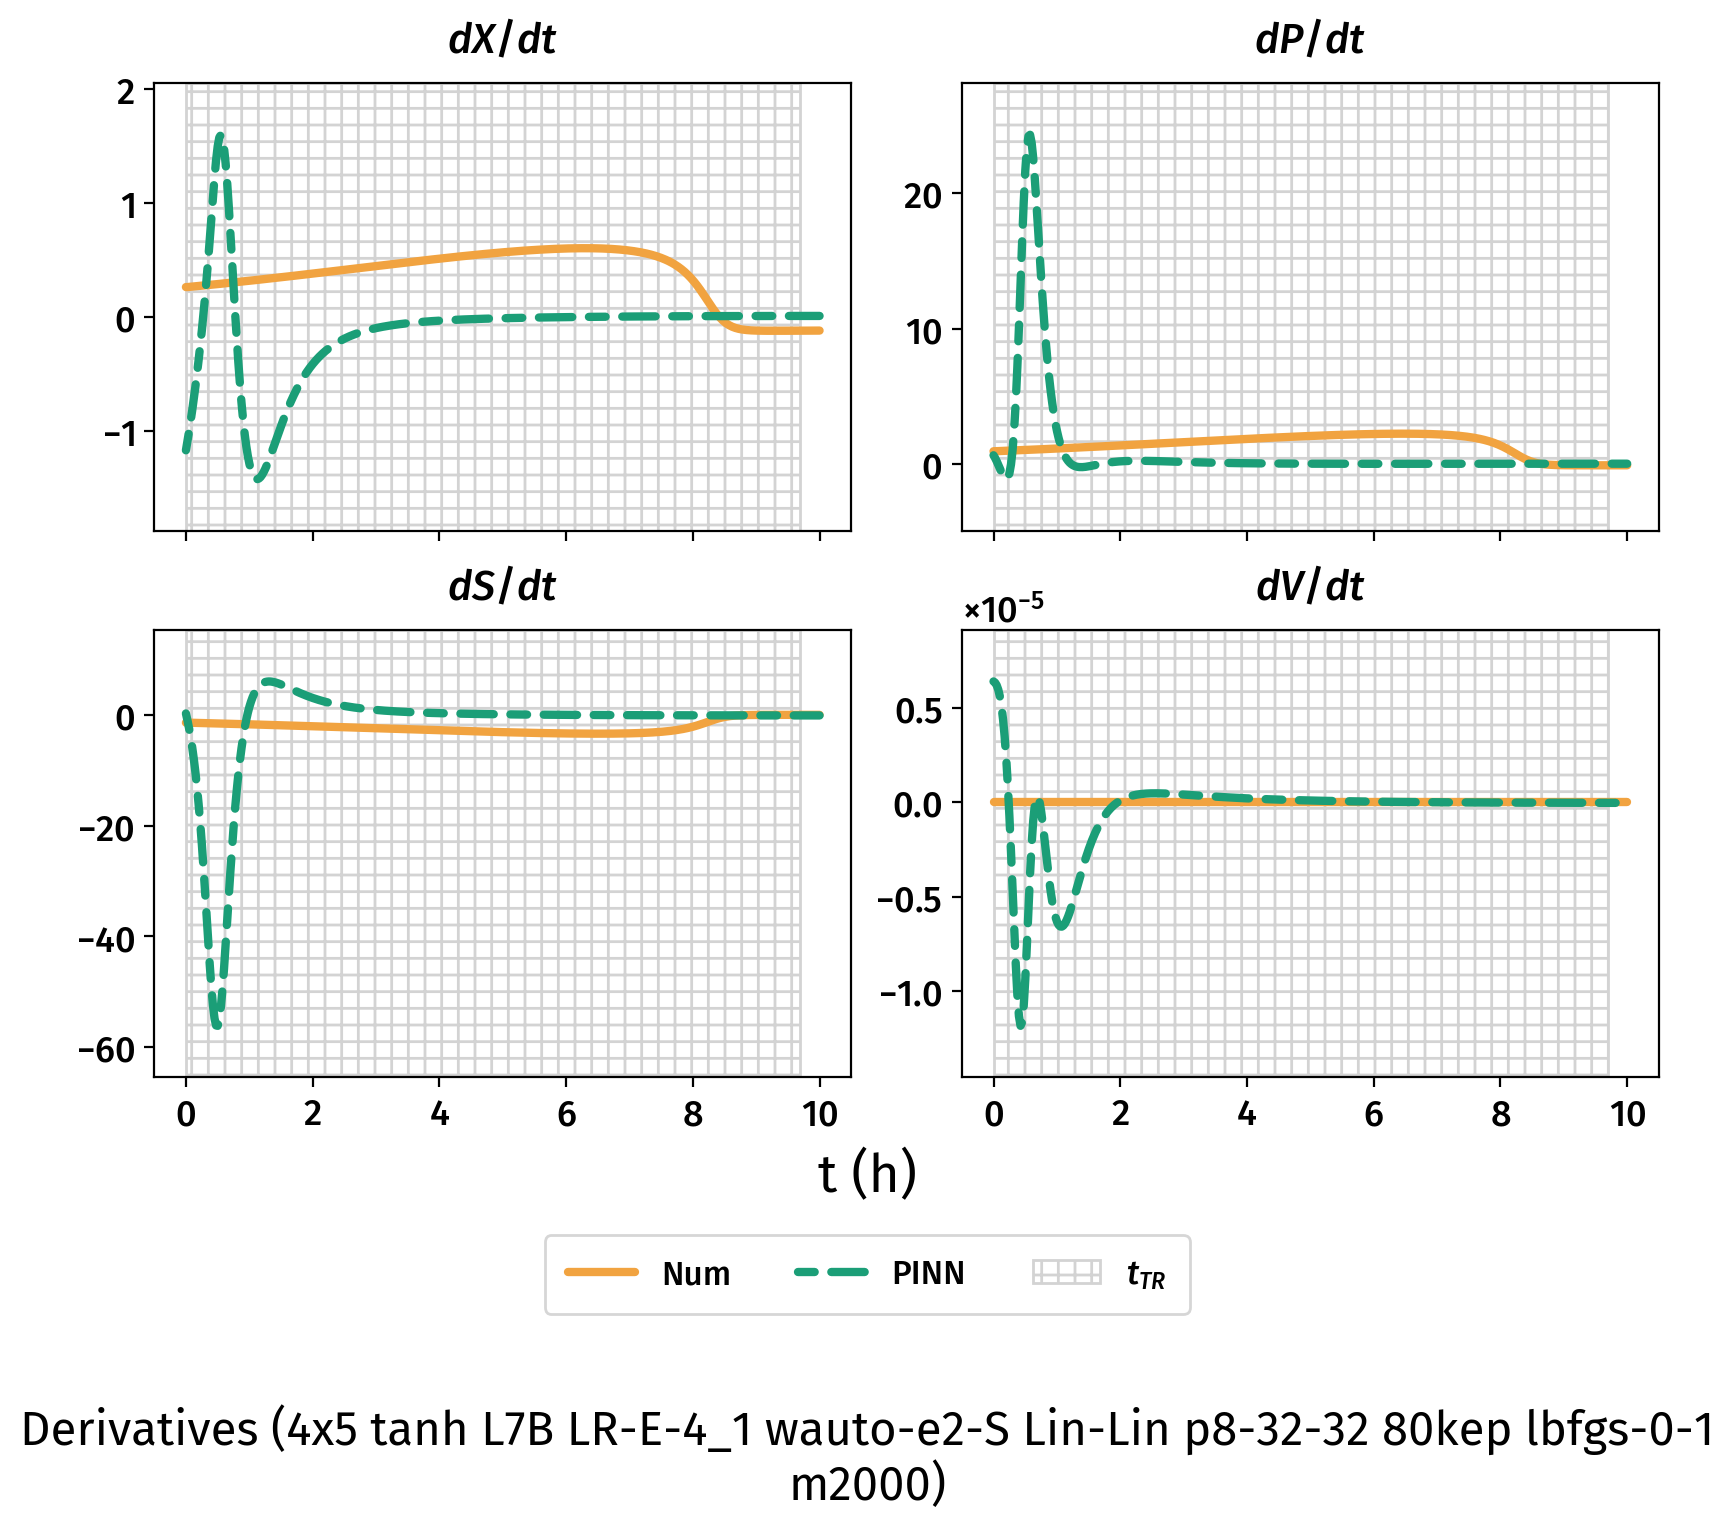 dX/dt
dP/dt
2
1
0
−1
20
10
0
dS/dt
dV/dt
×10⁻⁵
0
−20
−40
−60
0.5
0.0
−0.5
−1.0
0 2 4 6 8 10
0 2 4 6 8 10
t (h)
Num PINN t_TR
Derivatives (4x5 tanh L7B LR-E-4_1 wauto-e2-S Lin-Lin p8-32-32 80kep lbfgs-0-1
m2000)